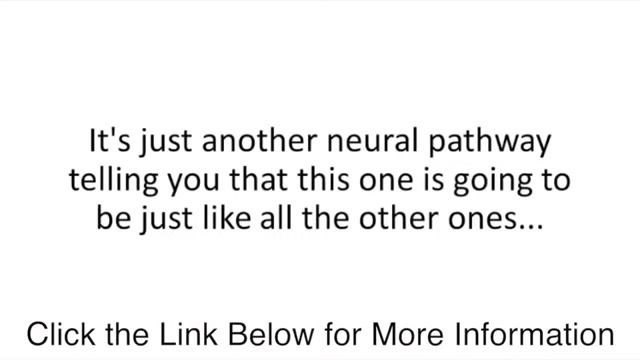 It's just another neural pathway
telling you that this one is going to
be just like all the other ones...
Click the Link Below for More Information